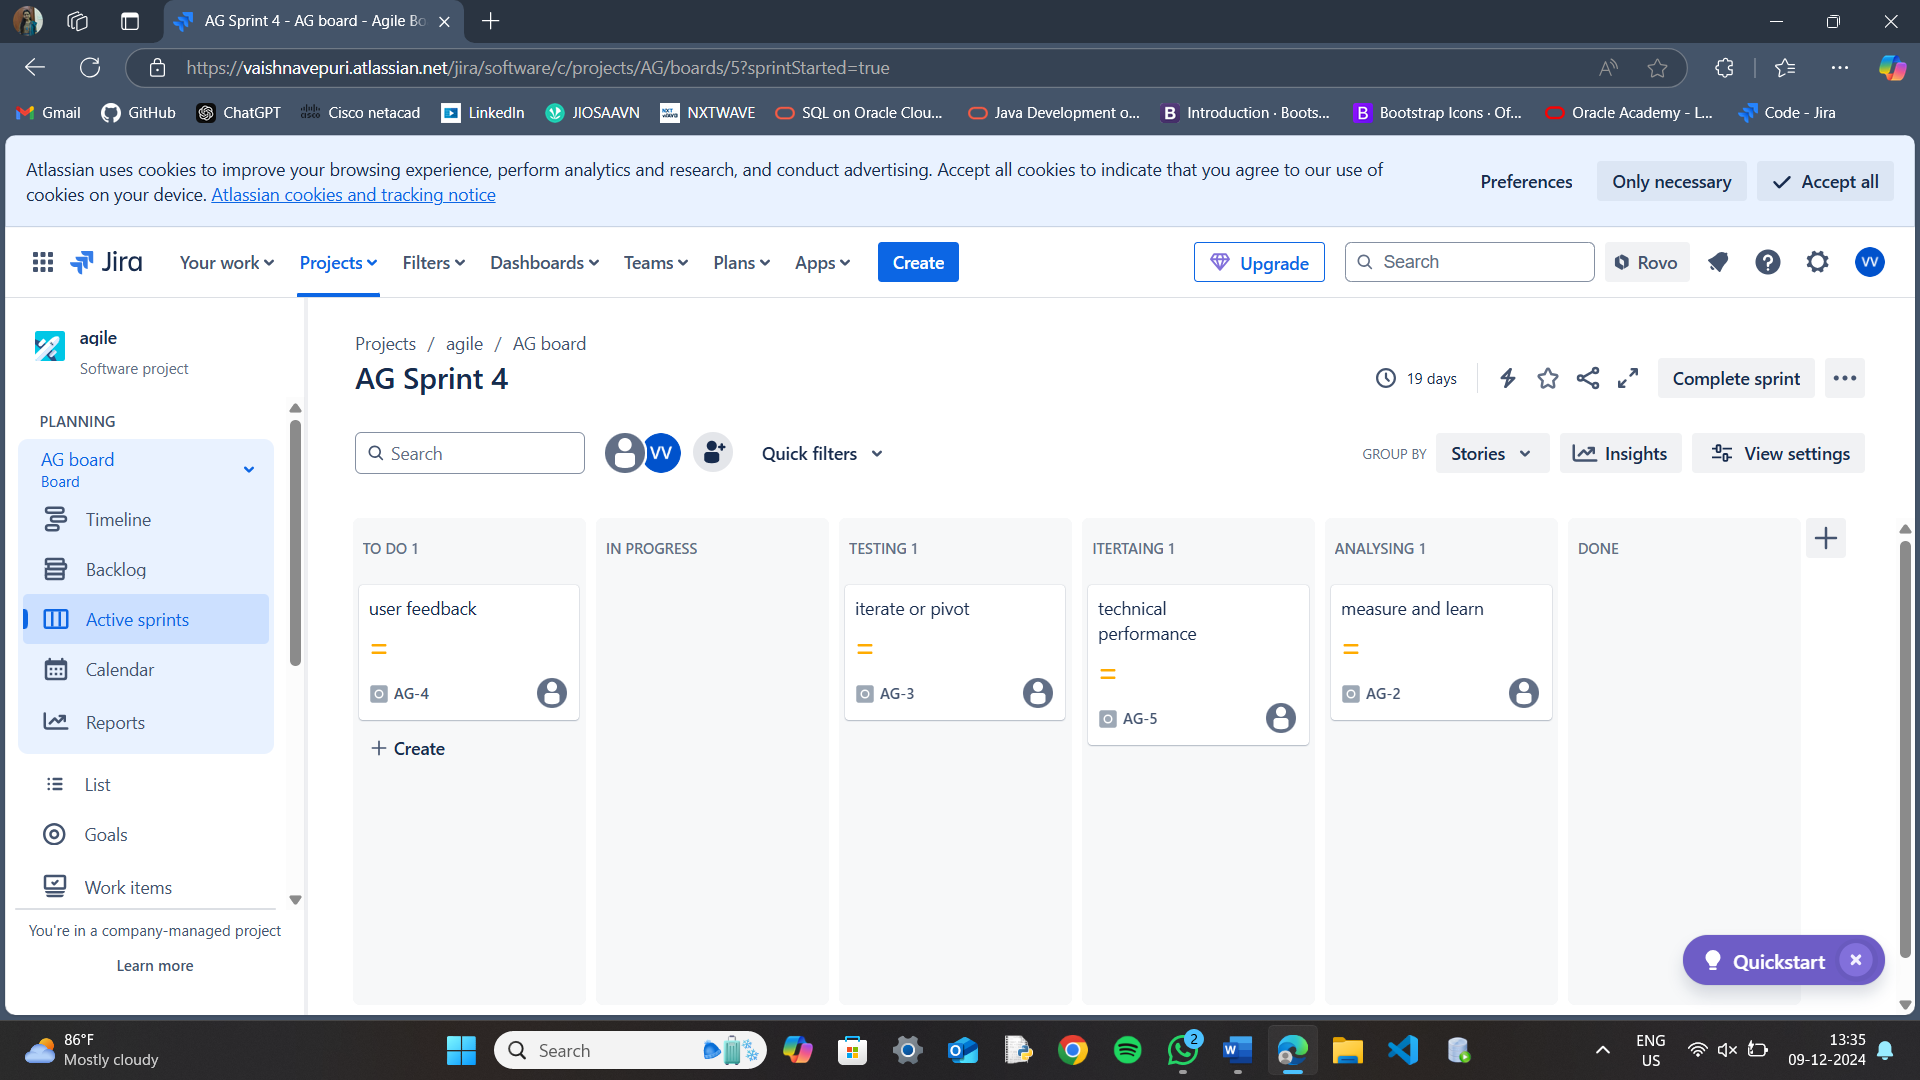 AG Sprint 4 - AG board - Agile Bo
https://vaishnavepuri.atlassian.net/jira/software/c/projects/AG/boards/5?sprintStarted=true
Gmail GitHub ChatGPT Cisco netacad LinkedIn JIOSAAVN NXTWAVE SQL on Oracle Clou... Java Development o... Introduction · Boots... Bootstrap Icons · Of... Oracle Academy - L... Code - Jira
Atlassian uses cookies to improve your browsing experience, perform analytics and research, and conduct advertising. Accept all cookies to indicate that you agree to our use of
cookies on your device. Atlassian cookies and tracking notice
Preferences Only necessary Accept all
Jira Your work Projects Filters Dashboards Teams Plans Apps Create Upgrade Search Rovo VV
agile
Software project
PLANNING
AG board
Board
Timeline
Backlog
Active sprints
Calendar
Reports
List
Goals
Work items
You're in a company-managed project
Learn more
Projects / agile / AG board
AG Sprint 4
19 days Complete sprint
Search VV Quick filters GROUP BY Stories Insights View settings
TO DO 1 IN PROGRESS TESTING 1 ITERTAING 1 ANALYSING 1 DONE
user feedback
AG-4
Create
iterate or pivot
AG-3
technical
performance
AG-5
measure and learn
AG-2
Quickstart
86°F
Mostly cloudy
Search
2
ENG
US
13:35
09-12-2024